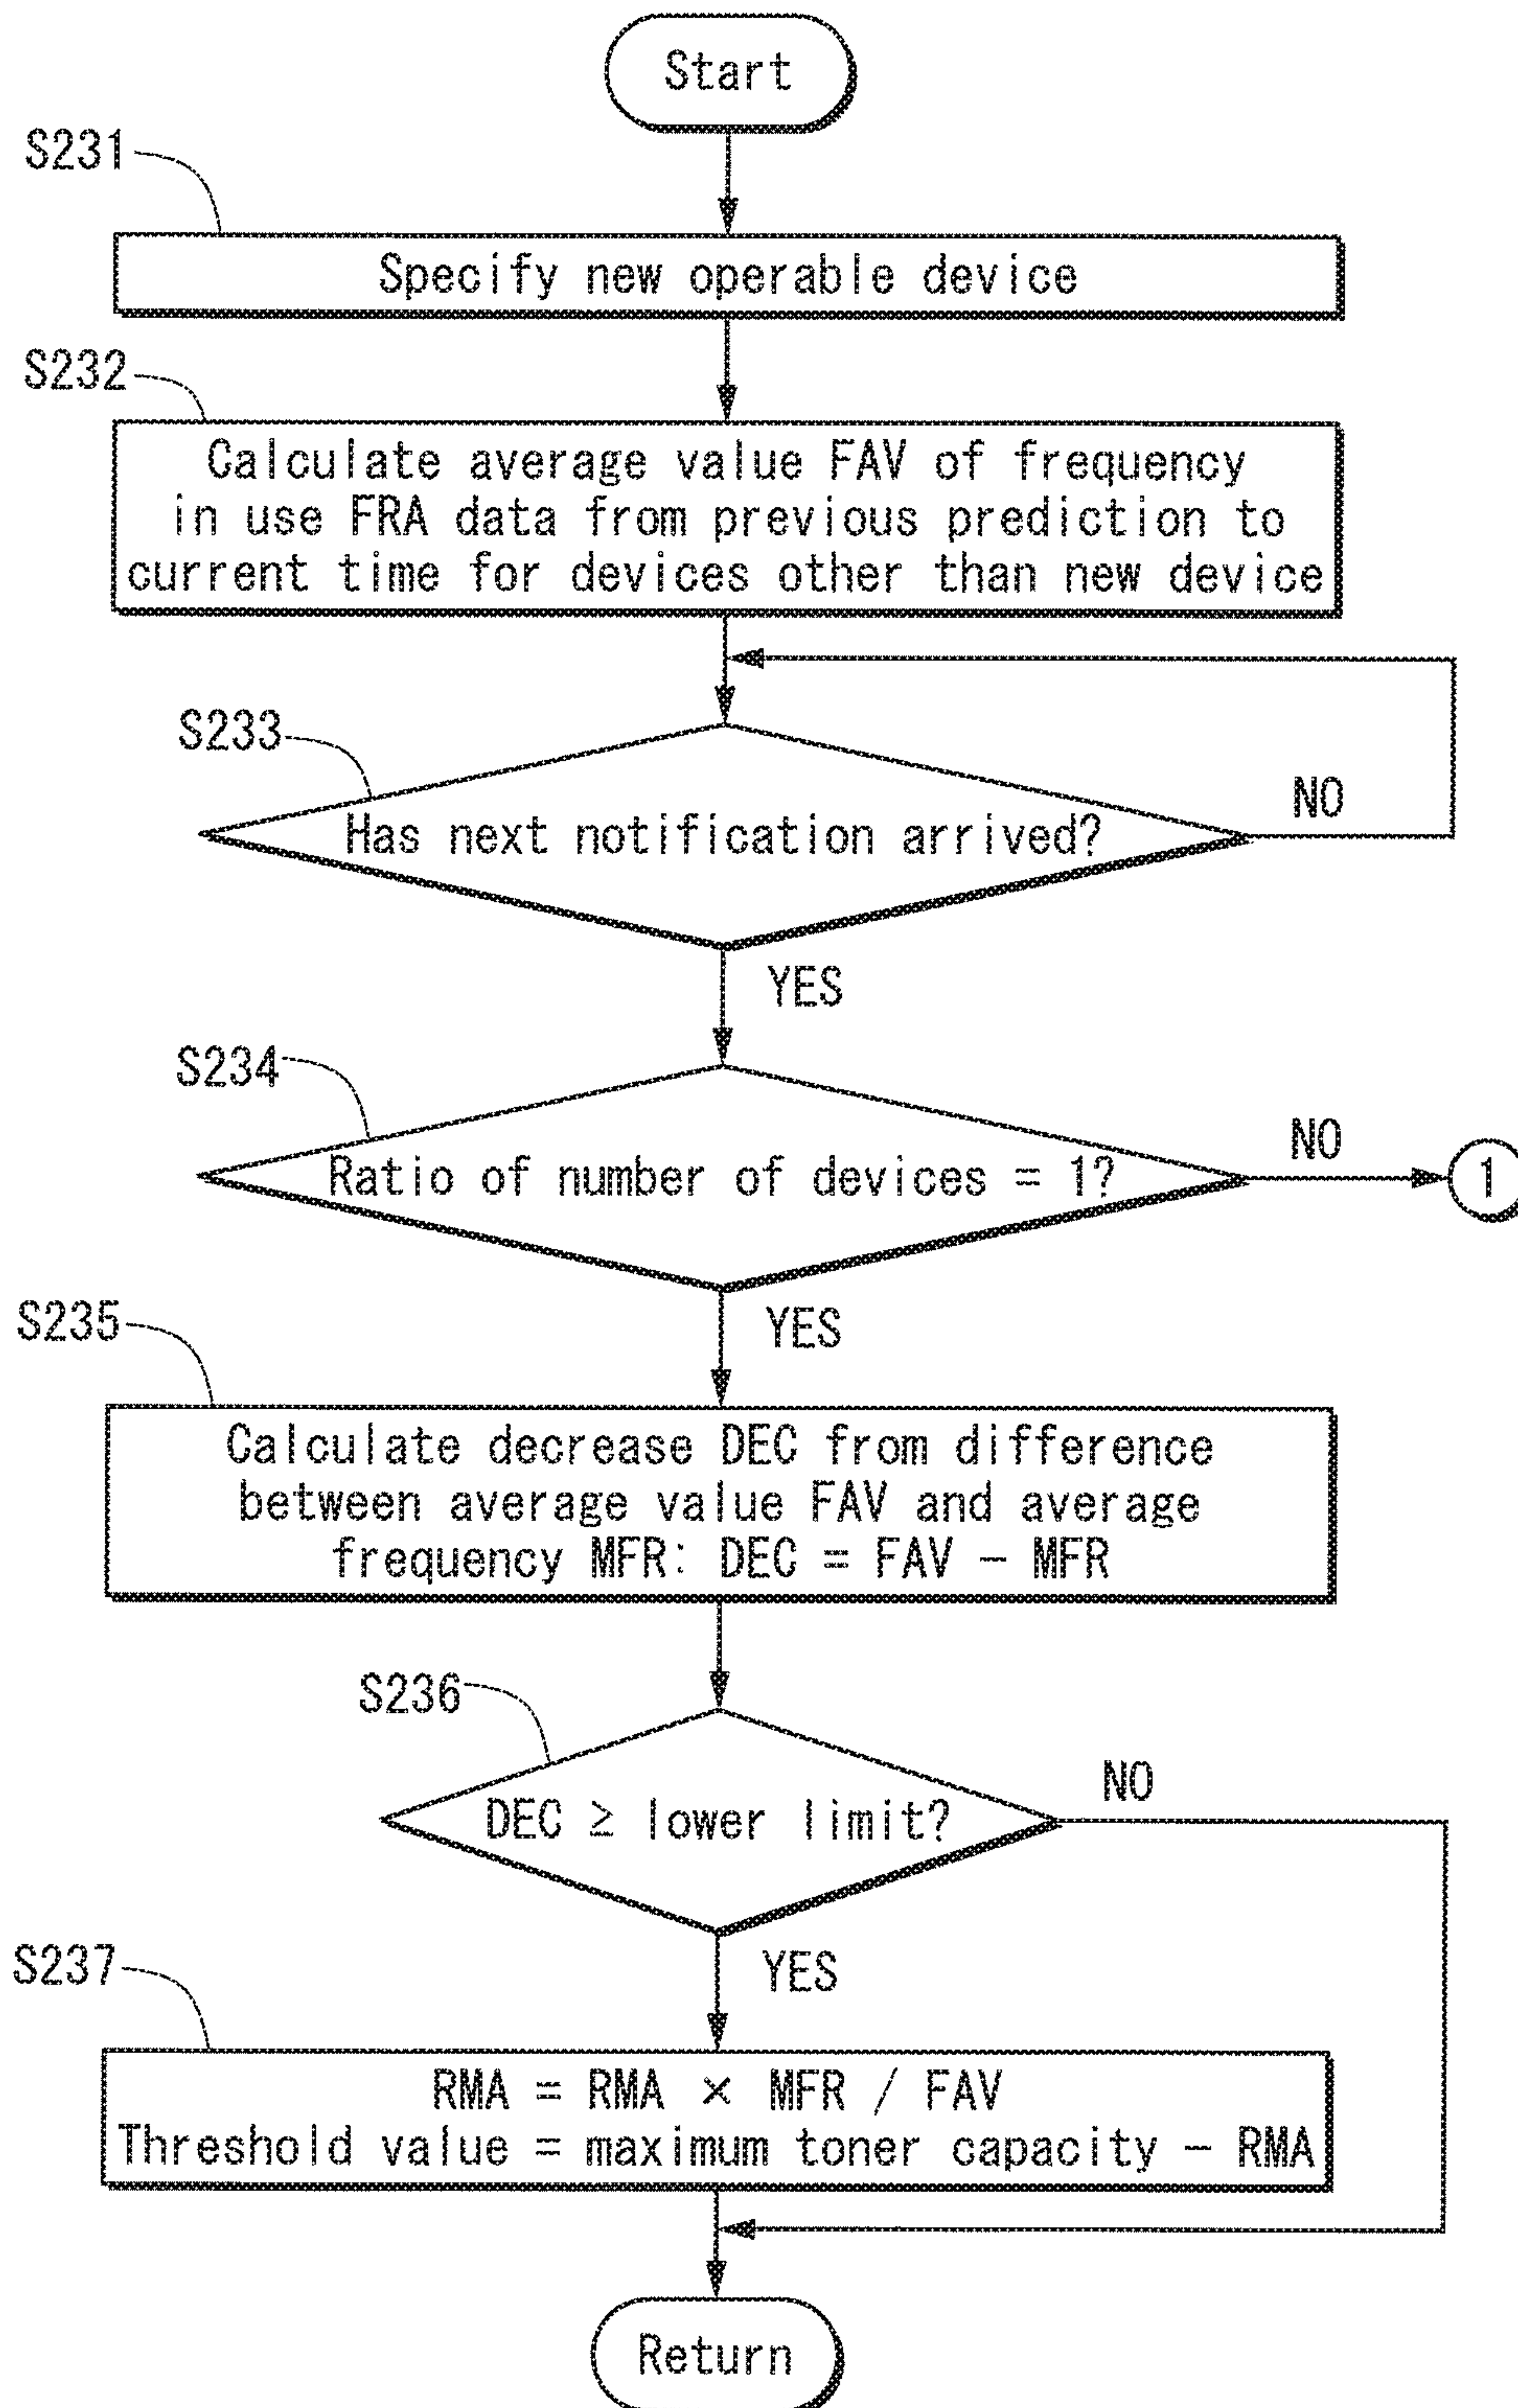 Start
S231
Specify new operable device
S232
Calculate average value FAV of frequency
in use FRA data from previous prediction to
current time for devices other than new device
S233
Has next notification arrived?
NO
YES
S234
Ratio of number of devices = 1?
NO
1
YES
S235
Calculate decrease DEC from difference
between average value FAV and average
frequency MFR: DEC = FAV − MFR
S236
DEC ≥ lower limit?
NO
YES
S237
RMA = RMA × MFR / FAV
Threshold value = maximum toner capacity − RMA
Return